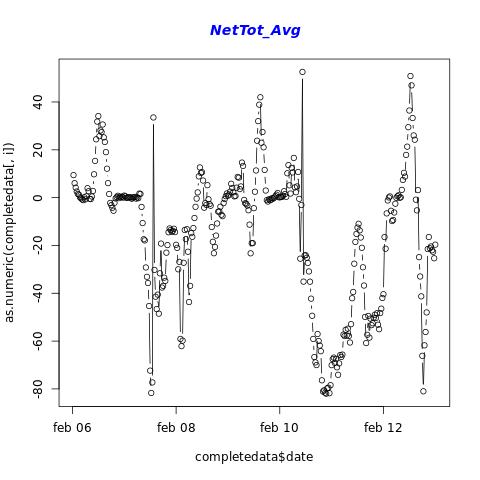 NetTot_Avg
as.numeric(completedata[, i])
40
20
0
-20
-40
-60
-80
feb 06
feb 08
feb 10
feb 12
completedata$date